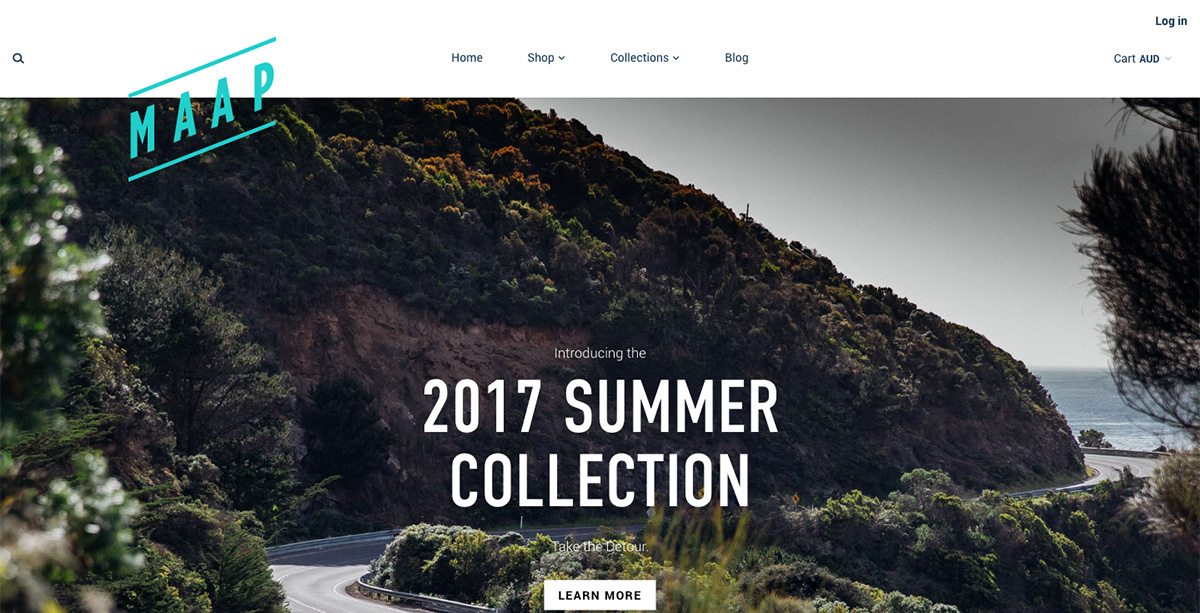 Log in
Home
Shop
Collections
Blog
Cart AUD
MAAP
Introducing the
2017 SUMMER
COLLECTION
Take the Detour.
LEARN MORE